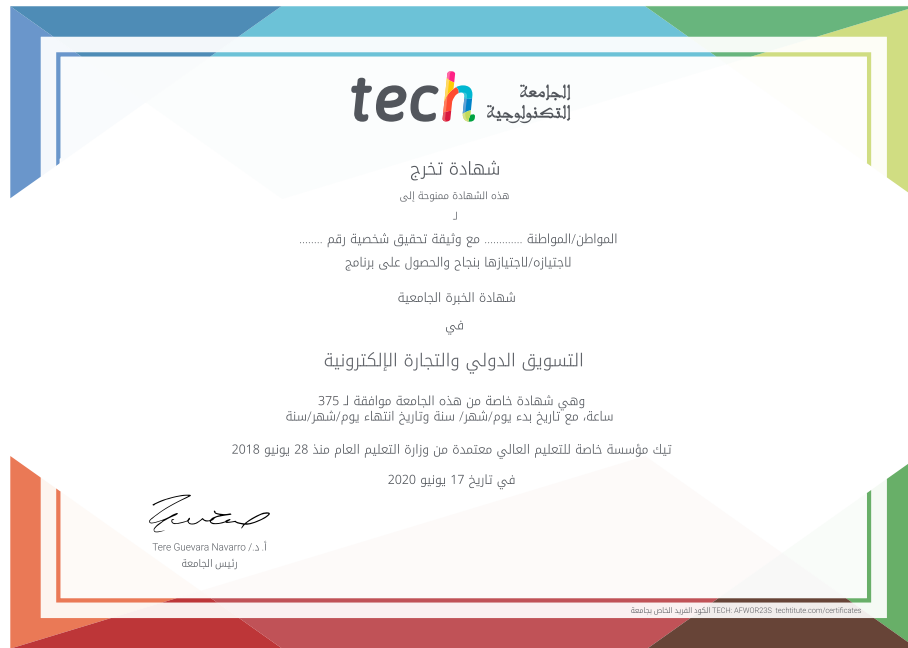 tech
الجامعة
التكنولوجية
شهادة تخرج
هذه الشهادة ممنوحة إلى
لـ
المواطن/المواطنة ............ مع وثيقة تحقيق شخصية رقم ........
لاجتيازه/لاجتيازها بنجاح والحصول على برنامج
شهادة الخبرة الجامعية
في
التسويق الدولي والتجارة الإلكترونية
وهي شهادة خاصة من هذه الجامعة موافقة لـ 375
ساعة، مع تاريخ بدء يوم/شهر/ سنة وتاريخ انتهاء يوم/شهر/سنة
تيك مؤسسة خاصة للتعليم العالي معتمدة من وزارة التعليم العام منذ 28 يونيو 2018
في تاريخ 17 يونيو 2020
أ. د./ Tere Guevara Navarro
رئيس الجامعة
الكود الفريد الخاص بجامعة TECH: AFWOR23S techtitute.com/certificates